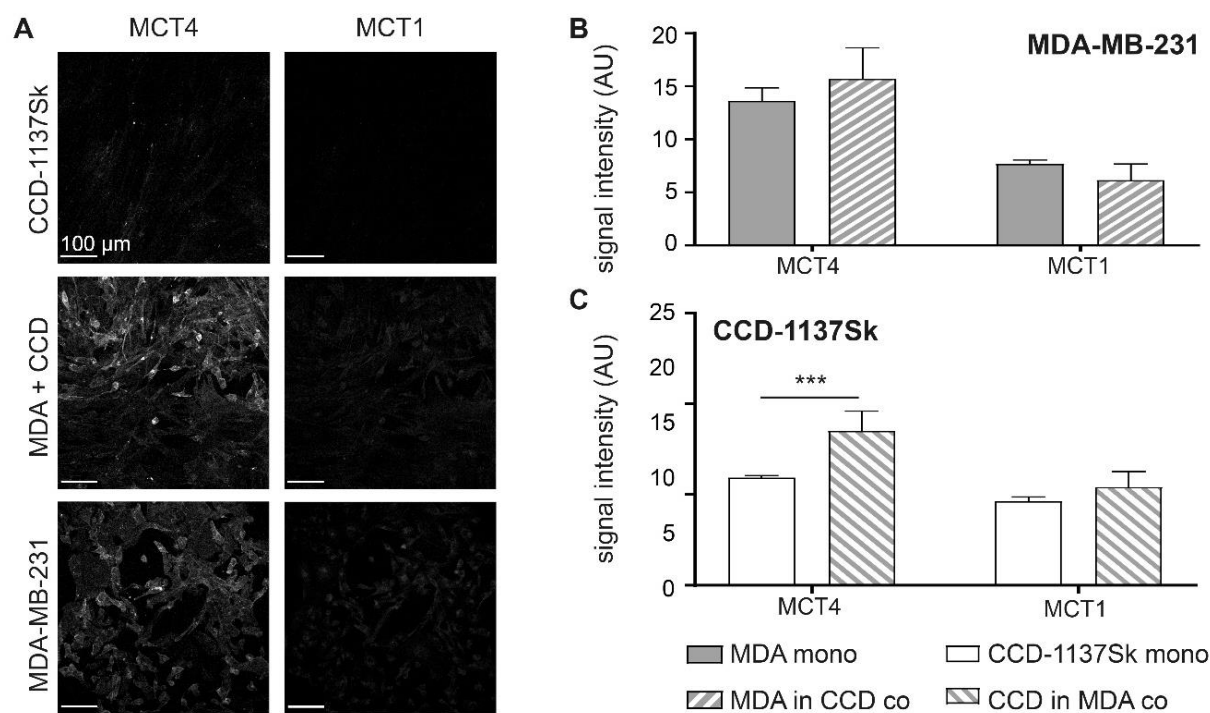 A
MCT4
MCT1
CCD-1137Sk
100 µm
MDA + CCD
MDA-MB-231
B
MDA-MB-231
signal intensity (AU)
20
15
10
5
0
MCT4
MCT1
C
CCD-1137Sk
signal intensity (AU)
25
20
15
10
5
0
***
MCT4
MCT1
MDA mono
CCD-1137Sk mono
MDA in CCD co
CCD in MDA co